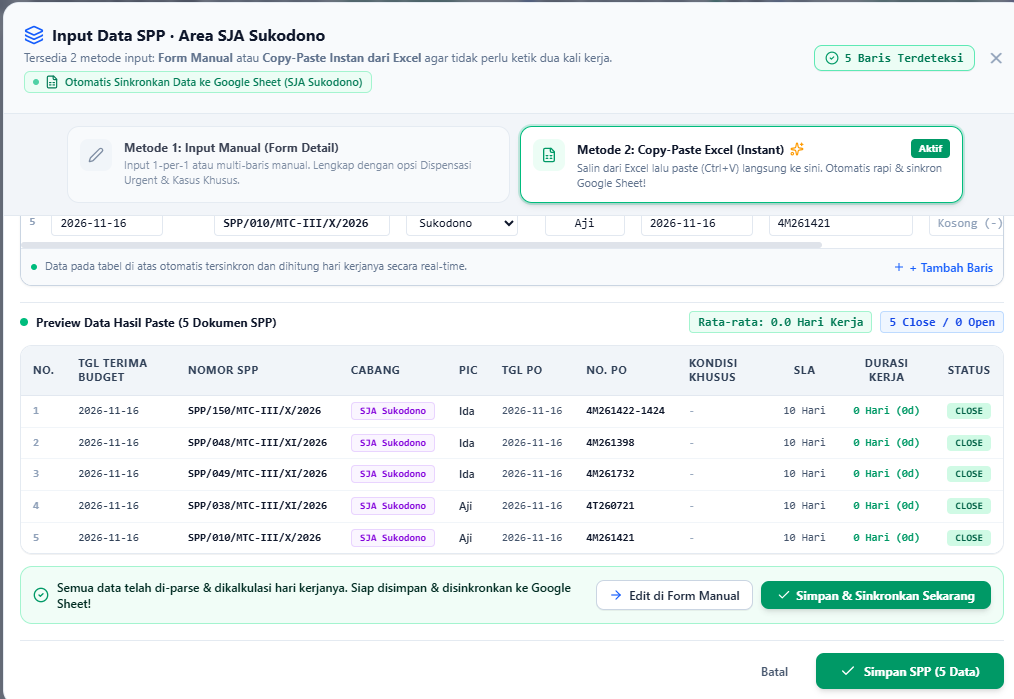 Input Data SPP · Area SJA Sukodono
Tersedia 2 metode input: Form Manual atau Copy-Paste Instan dari Excel agar tidak perlu ketik dua kali kerja.
Otomatis Sinkronkan Data ke Google Sheet (SJA Sukodono)
5 Baris Terdeteksi
Metode 1: Input Manual (Form Detail)
Input 1-per-1 atau multi-baris manual. Lengkap dengan opsi Dispensasi
Urgent & Kasus Khusus.
Metode 2: Copy-Paste Excel (Instant)
Aktif
Salin dari Excel lalu paste (Ctrl+V) langsung ke sini. Otomatis rapi & sinkron
Google Sheet!
5 2026-11-16 SPP/010/MTC-III/X/2026 Sukodono Aji 2026-11-16 4M261421 Kosong (-)
Data pada tabel di atas otomatis tersinkron dan dihitung hari kerjanya secara real-time.
+ + Tambah Baris
Preview Data Hasil Paste (5 Dokumen SPP)
Rata-rata: 0.0 Hari Kerja
5 Close / 0 Open
NO. TGL TERIMA BUDGET NOMOR SPP CABANG PIC TGL PO NO. PO KONDISI KHUSUS SLA DURASI KERJA STATUS
1 2026-11-16 SPP/150/MTC-III/X/2026 SJA Sukodono Ida 2026-11-16 4M261422-1424 - 10 Hari 0 Hari (0d) CLOSE
2 2026-11-16 SPP/048/MTC-III/XI/2026 SJA Sukodono Ida 2026-11-16 4M261398 - 10 Hari 0 Hari (0d) CLOSE
3 2026-11-16 SPP/049/MTC-III/XI/2026 SJA Sukodono Ida 2026-11-16 4M261732 - 10 Hari 0 Hari (0d) CLOSE
4 2026-11-16 SPP/038/MTC-III/XI/2026 SJA Sukodono Aji 2026-11-16 4T260721 - 10 Hari 0 Hari (0d) CLOSE
5 2026-11-16 SPP/010/MTC-III/X/2026 SJA Sukodono Aji 2026-11-16 4M261421 - 10 Hari 0 Hari (0d) CLOSE
Semua data telah di-parse & dikalkulasi hari kerjanya. Siap disimpan & disinkronkan ke Google
Sheet!
Edit di Form Manual
Simpan & Sinkronkan Sekarang
Batal
Simpan SPP (5 Data)